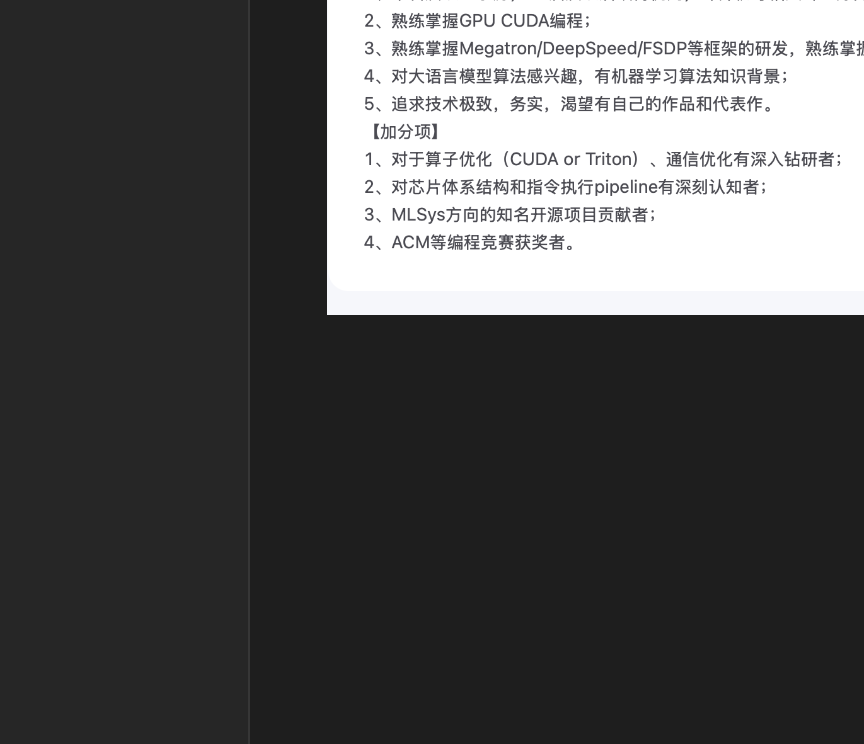 2、熟练掌握GPU CUDA编程；
3、熟练掌握Megatron/DeepSpeed/FSDP等框架的研发，熟练掌
4、对大语言模型算法感兴趣，有机器学习算法知识背景；
5、追求技术极致，务实，渴望有自己的作品和代表作。
【加分项】
1、对于算子优化（CUDA or Triton）、通信优化有深入钻研者；
2、对芯片体系结构和指令执行pipeline有深刻认知者；
3、MLSys方向的知名开源项目贡献者；
4、ACM等编程竞赛获奖者。